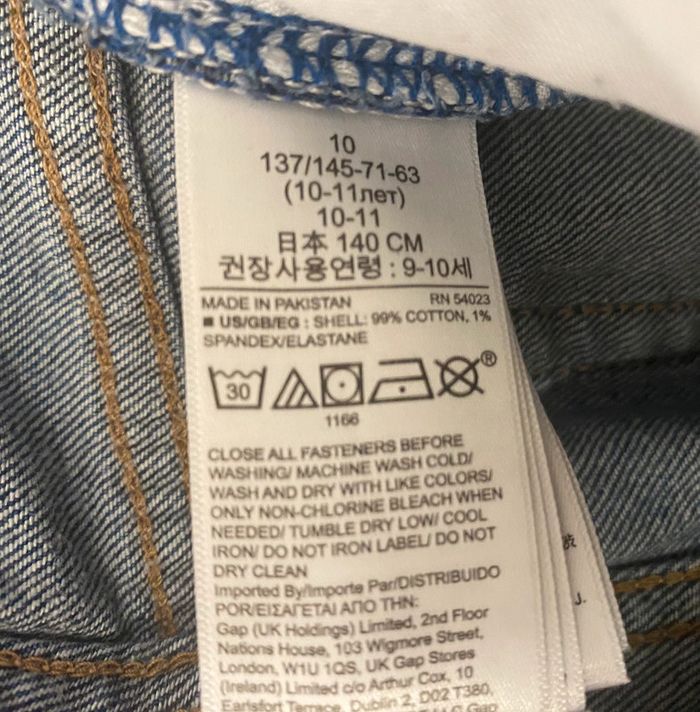 10
137/145-71-63
(10-11лет)
10-11
日本 140 CM
권장사용연령 : 9-10세
MADE IN PAKISTAN RN 54023
■ US/GB/EG : SHELL: 99% COTTON, 1%
SPANDEX/ELASTANE
30
®
1166
CLOSE ALL FASTENERS BEFORE
WASHING/ MACHINE WASH COLD/
WASH AND DRY WITH LIKE COLORS/
ONLY NON-CHLORINE BLEACH WHEN
NEEDED/ TUMBLE DRY LOW/ COOL
IRON/ DO NOT IRON LABEL/ DO NOT
DRY CLEAN
Imported By/Importe Par/DISTRIBUIDO
POR/ΕΙΣΑΓΕΤΑΙ ΑΠΟ ΤΗΝ:
Gap (UK Holdings) Limited, 2nd Floor
Nations House, 103 Wigmore Street,
London, W1U 1QS, UK Gap Stores
(Ireland) Limited c/o Arthur Cox, 10
Earlsfort Terrace, Dublin 2, D02 T380,
Gap
J.